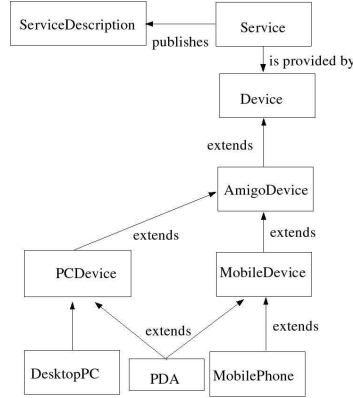 ServiceDescription
Service
publishes
is provided by
Device
extends
AmigoDevice
extends
extends
PCDevice
MobileDevice
extends
extends
DesktopPC
PDA
MobilePhone